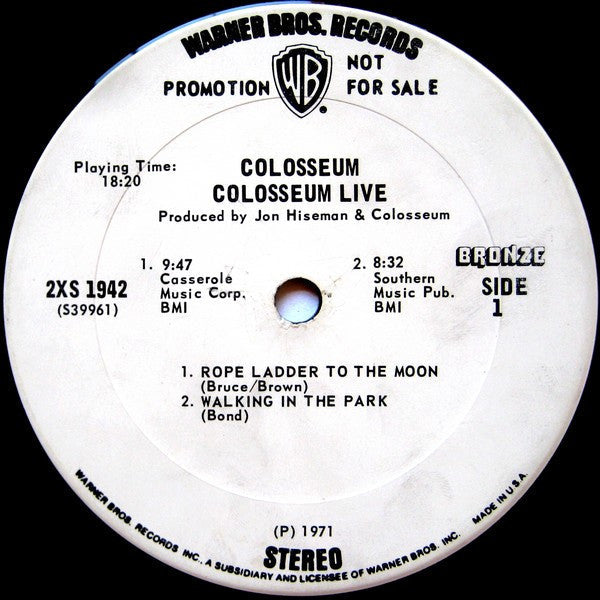 WARNER BROS. RECORDS
PROMOTION WB NOT FOR SALE
®
Playing Time:
18:20
COLOSSEUM
COLOSSEUM LIVE
Produced by Jon Hiseman & Colosseum
2XS 1942
(S39961)
1. 9:47
Casserole
Music Corp.
BMI
2. 8:32
Southern
Music Pub.
BMI
BRONZE
SIDE
1
1. ROPE LADDER TO THE MOON
(Bruce/Brown)
2. WALKING IN THE PARK
(Bond)
(P) 1971
STEREO
WARNER BROS. RECORDS INC., A SUBSIDIARY AND LICENSEE OF WARNER BROS. INC. MADE IN U.S.A.